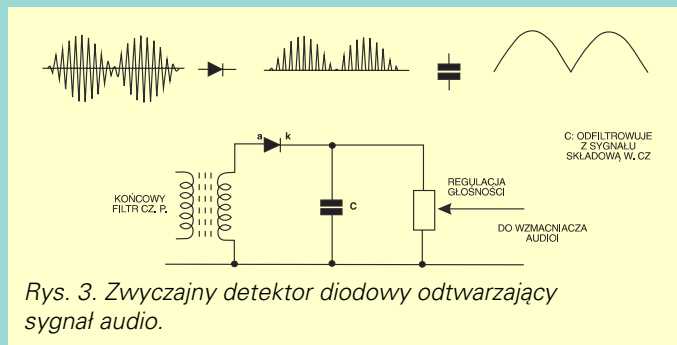 C: ODFILTROWUJE
Z SYGNAŁU
SKŁADOWĄ W. CZ
a
k
KOŃCOWY
FILTR CZ. P.
C
REGULACJA
GŁOŚNOŚCI
DO WZMACNIACZA
AUDIOI
Rys. 3. Zwyczajny detektor diodowy odtwarzający
sygnał audio.